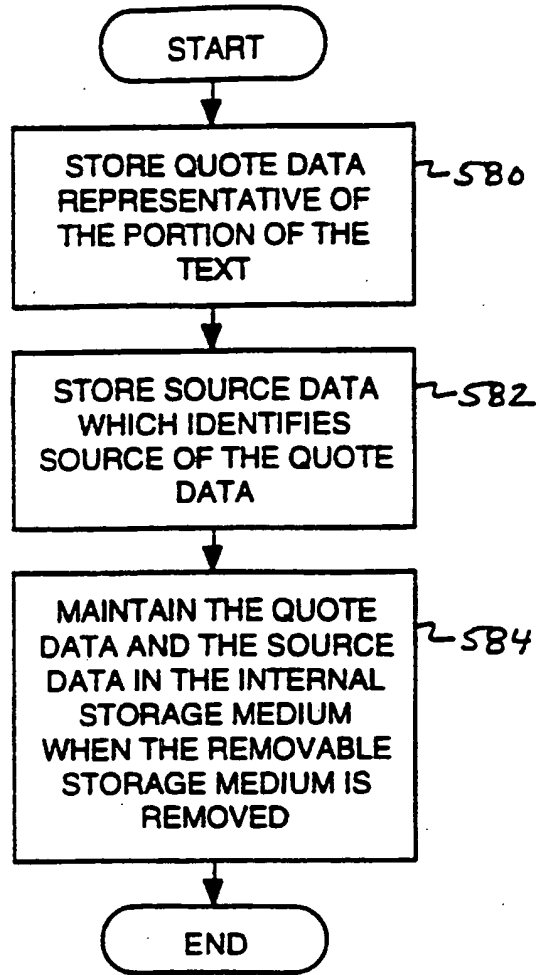 START
STORE QUOTE DATA
REPRESENTATIVE OF
THE PORTION OF THE
TEXT
580
STORE SOURCE DATA
WHICH IDENTIFIES
SOURCE OF THE QUOTE
DATA
582
MAINTAIN THE QUOTE
DATA AND THE SOURCE
DATA IN THE INTERNAL
STORAGE MEDIUM
WHEN THE REMOVABLE
STORAGE MEDIUM IS
REMOVED
584
END